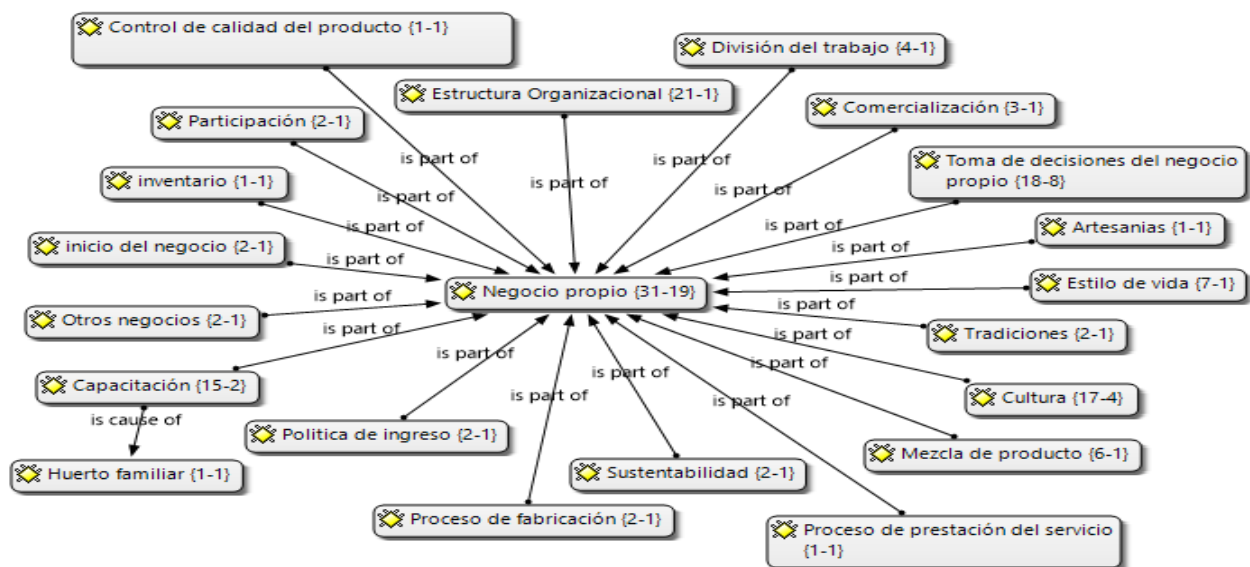 Control de calidad del producto {1-1}
División del trabajo {4-1}
Estructura Organizacional {21-1}
Comercialización {3-1}
Participación {2-1}
is part of
is part of
is part of
is part of
is part of
Toma de decisiones del negocio
propio {18-8}
inventario {1-1}
is part of
is part of
Artesanias {1-1}
inicio del negocio {2-1}
is part of
is part of
Negocio propio {31-19}
is part of
Estilo de vida {7-1}
is part of
Otros negocios {2-1}
is part of
is part of
Tradiciones {2-1}
Capacitación {15-2}
is part of
is part of
is part of
is part of
is part of
Cultura {17-4}
is cause of
Politica de ingreso {2-1}
Mezcla de producto {6-1}
Huerto familiar {1-1}
Sustentabilidad {2-1}
Proceso de fabricación {2-1}
Proceso de prestación del servicio
{1-1}